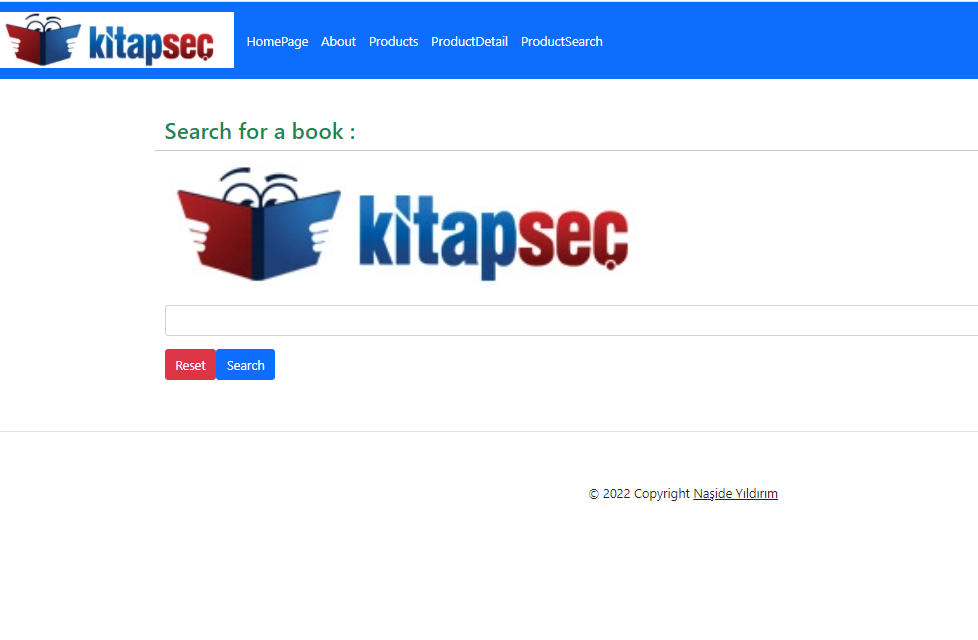 kitapseç HomePage About Products ProductDetail ProductSearch
Search for a book :
kitapseç
Reset Search
© 2022 Copyright Naşide Yıldırım